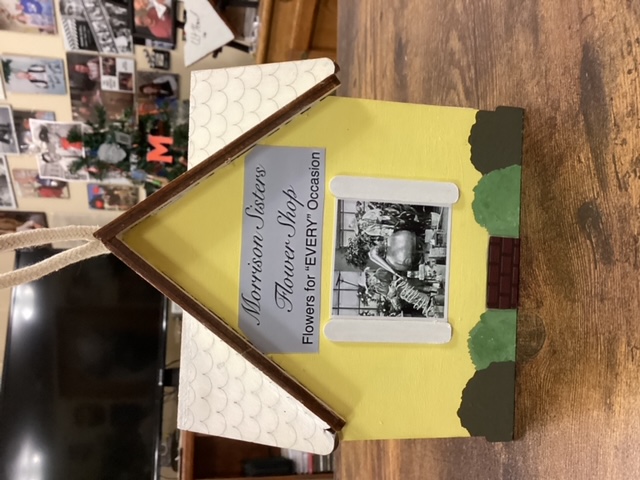 Morrison Sisters
Flower Shop
Flowers for "EVERY" Occasion
M